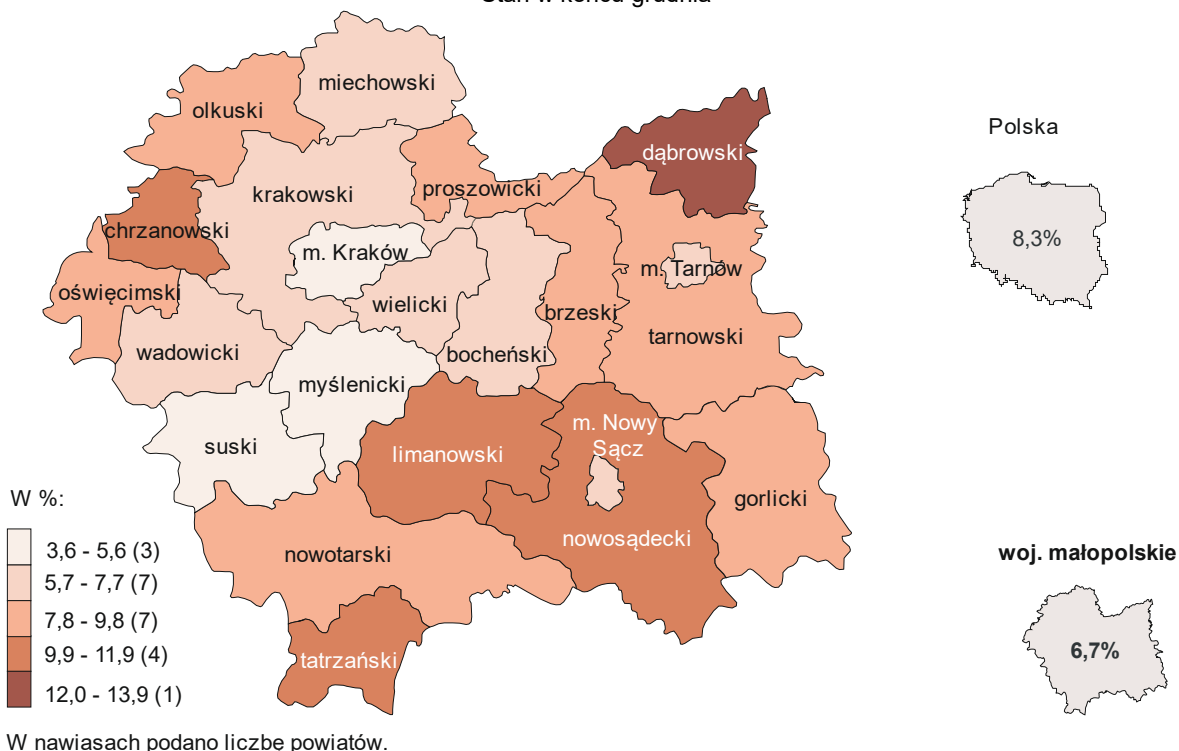 Stan w końcu grudnia
miechowski
olkuski
dąbrowski
Polska
krakowski
proszowicki
chrzanowski
8,3%
m. Kraków
m. Tarnów
oświęcimski
wielicki
brzeski
wadowicki
bocheński
tarnowski
myślenicki
m. Nowy
Sącz
suski
limanowski
gorlicki
nowosądecki
nowotarski
tatrzański
W %:
3,6 - 5,6 (3)
5,7 - 7,7 (7)
7,8 - 9,8 (7)
9,9 - 11,9 (4)
12,0 - 13,9 (1)
woj. małopolskie
6,7%
W nawiasach podano liczbę powiatów.